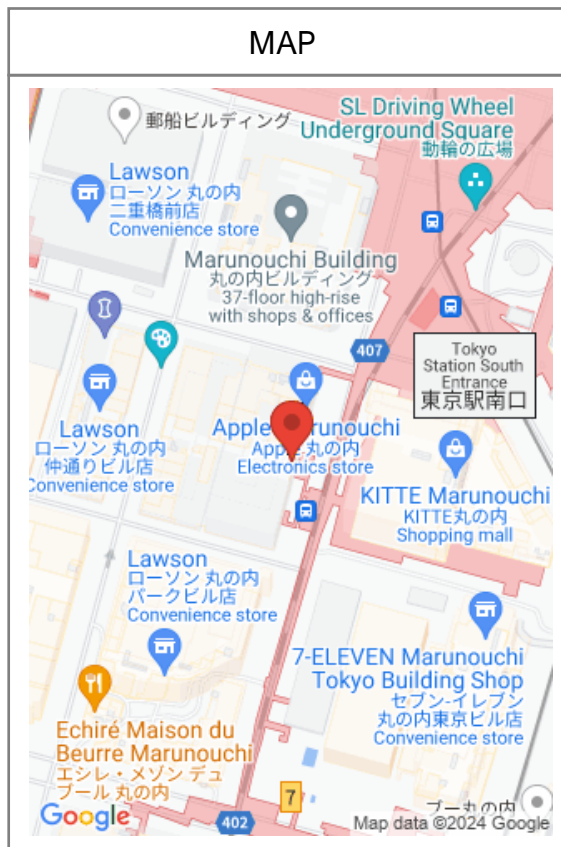 MAP
SL Driving Wheel
Underground Square
動輪の広場
郵船ビルディング
Lawson
ローソン 丸の内
二重橋前店
Convenience store
Marunouchi Building
丸の内ビルディング
37-floor high-rise
with shops & offices
407
Tokyo
Station South
Entrance
東京駅南口
Lawson
ローソン 丸の内
仲通りビル店
Convenience store
Apple Marunouchi
Apple 丸の内
Electronics store
KITTE Marunouchi
KITTE丸の内
Shopping mall
Lawson
ローソン 丸の内
パークビル店
Convenience store
7-ELEVEN Marunouchi
Tokyo Building Shop
セブン-イレブン
丸の内東京ビル店
Convenience store
Echiré Maison du
Beurre Marunouchi
エシレ・メゾン デュ
ブール 丸の内
7
ブー丸の内
Google
402
Map data ©2024 Google